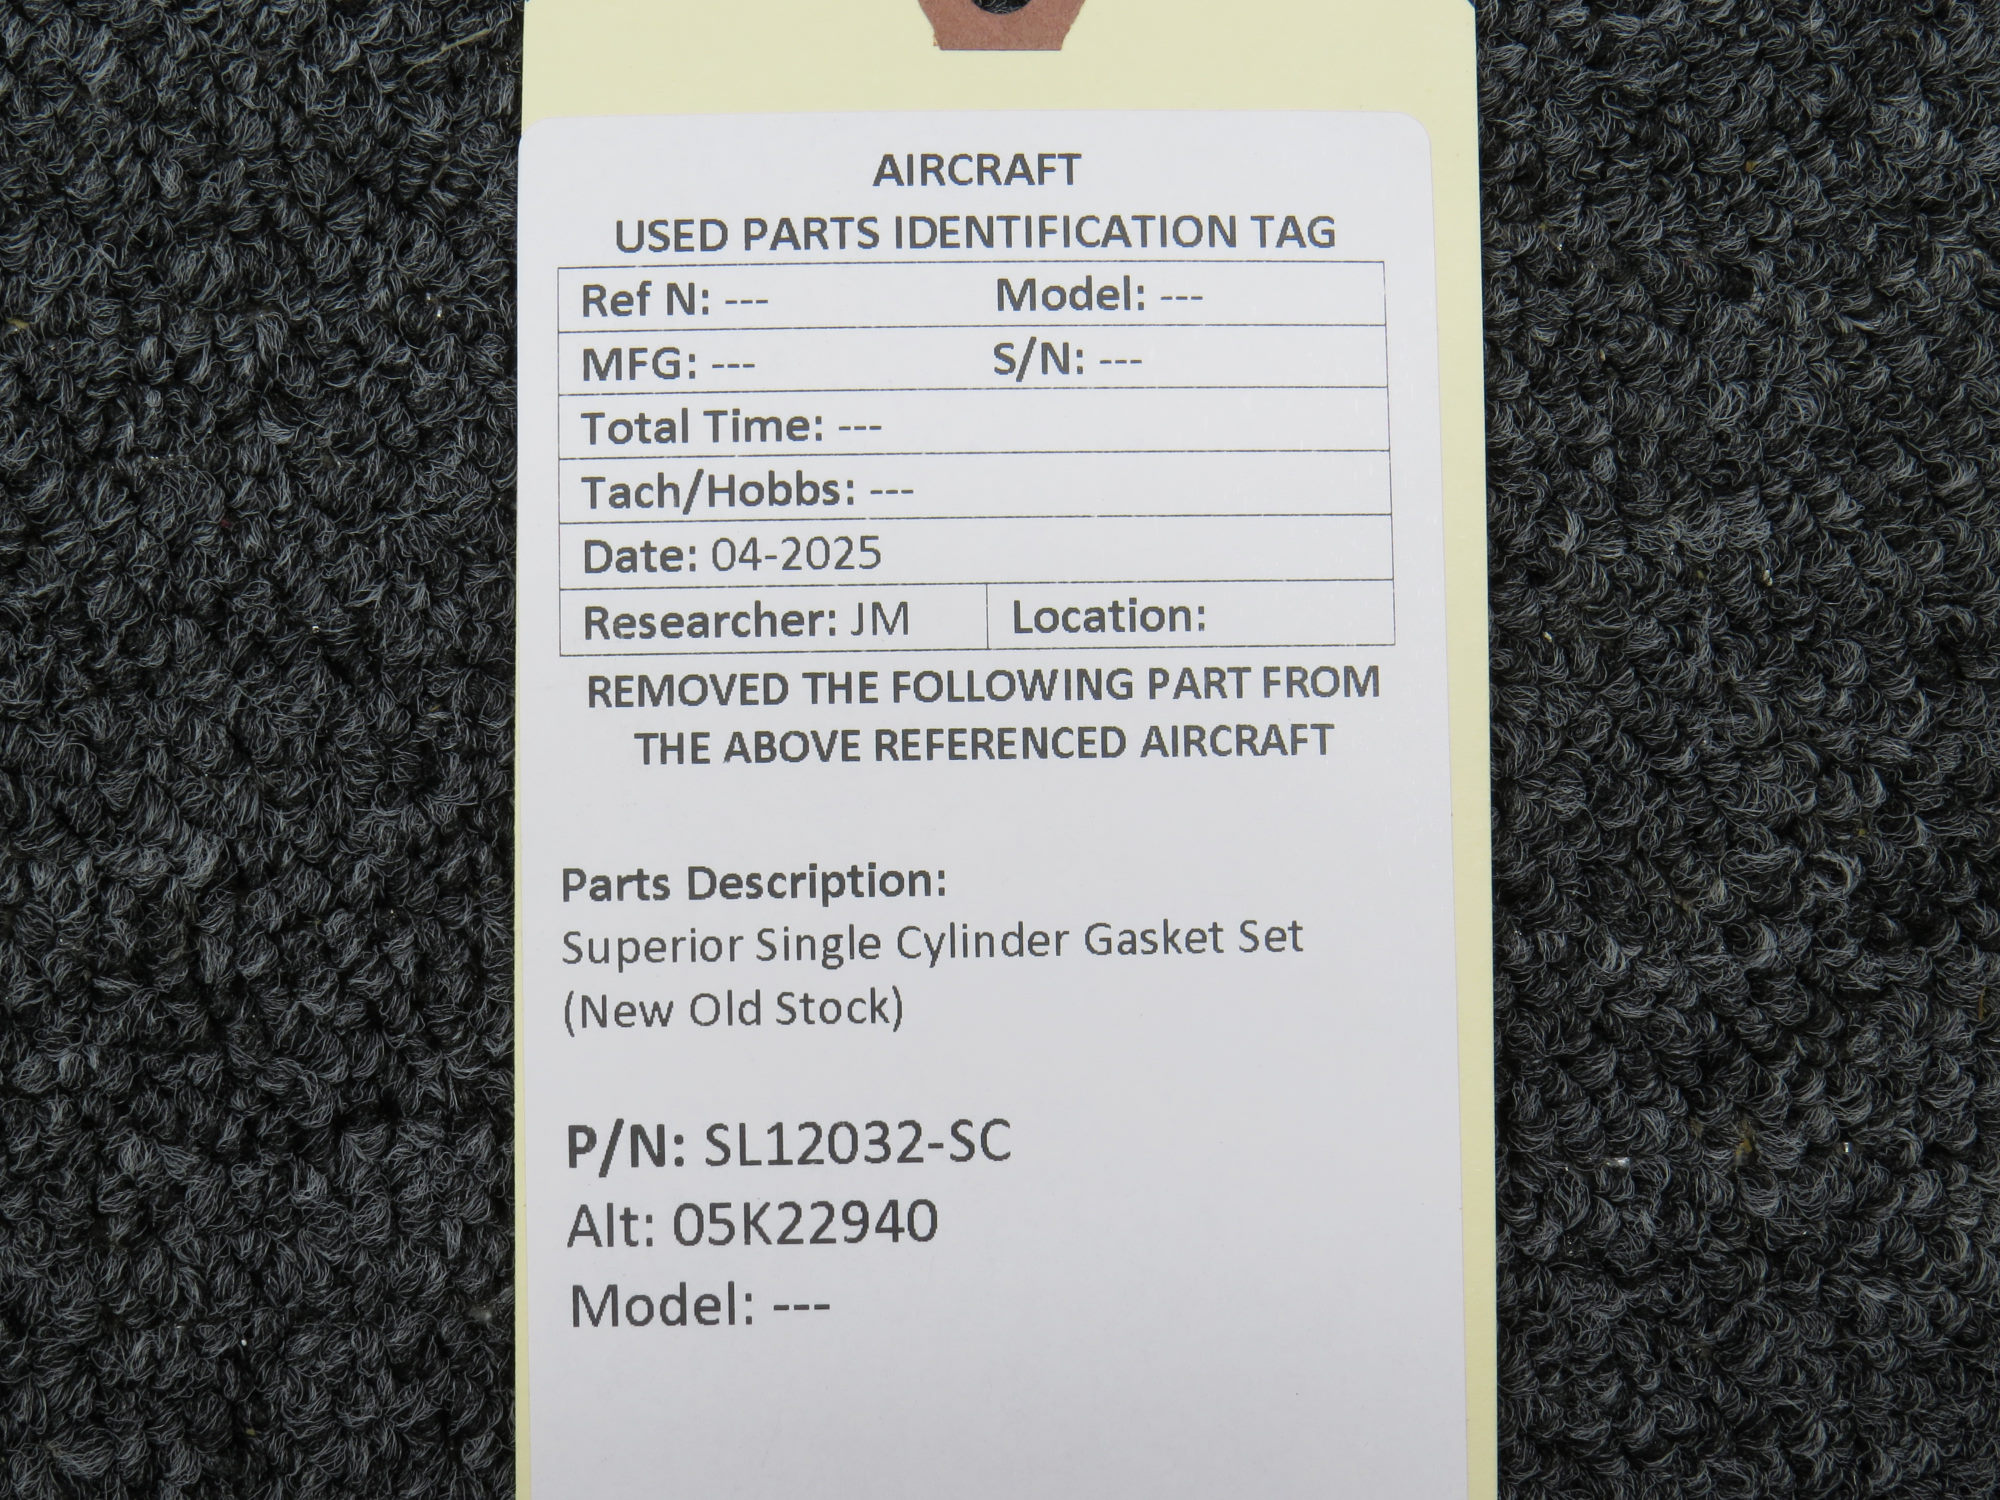 AIRCRAFT
USED PARTS IDENTIFICATION TAG
Ref N: --- Model: ---
MFG: --- S/N: ---
Total Time: ---
Tach/Hobbs: ---
Date: 04-2025
Researcher: JM Location:
REMOVED THE FOLLOWING PART FROM
THE ABOVE REFERENCED AIRCRAFT
Parts Description:
Superior Single Cylinder Gasket Set
(New Old Stock)
P/N: SL12032-SC
Alt: 05K22940
Model: ---